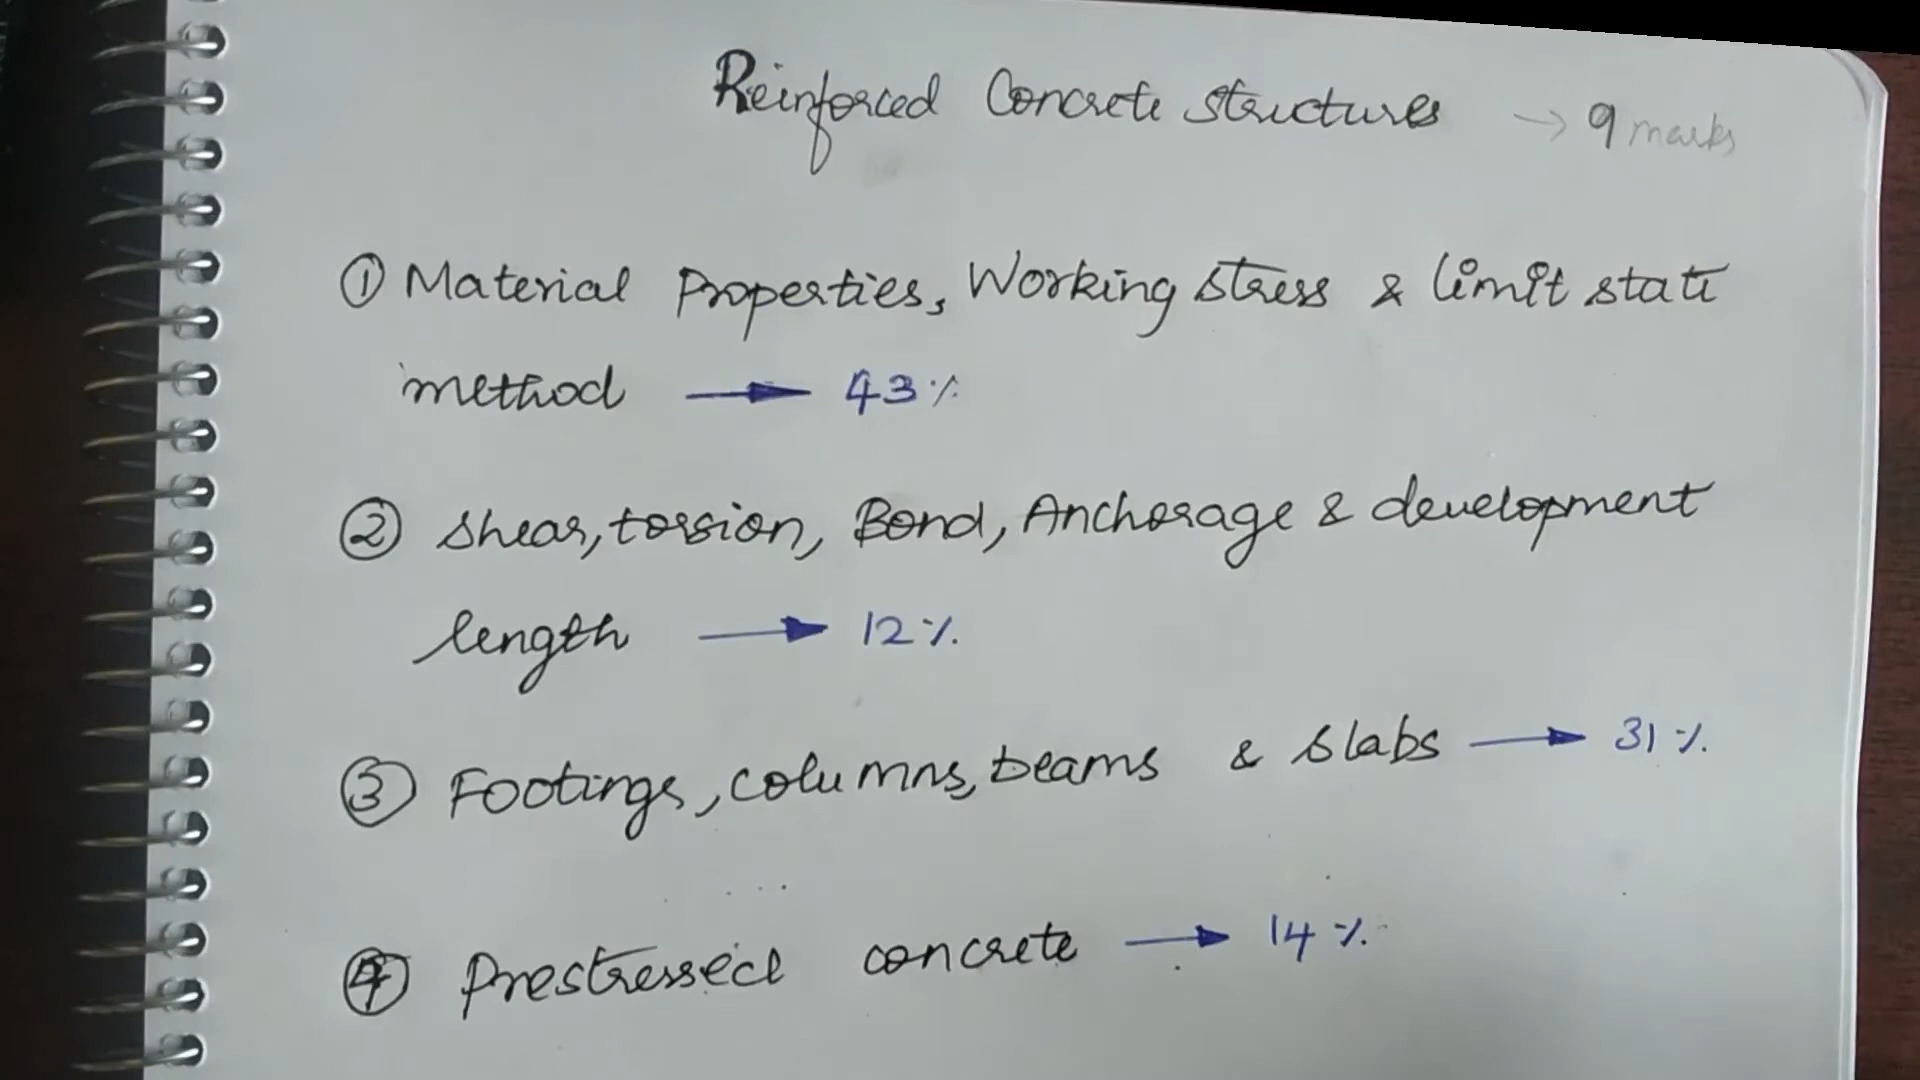 Reinforced Concrete structures → 9 marks
① Material Properties, Working stress & limit state
method → 43%
② shear, torsion, Bond, Anchorage & development
length → 12%.
③ Footings, columns, beams & slabs → 31%.
④ Prestressed concrete → 14%.